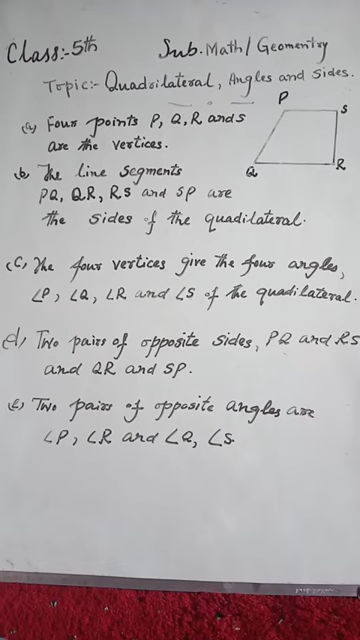 Class:- 5th Sub. Math/Geomentry
Topic:- Quadrilateral, Angles and Sides.
(a) Four points P, Q, R and S
are the vertices.
P
S
Q
R
b. The line segments
PQ, QR, RS and SP are
the sides of the quadilateral.
(C) The four vertices give the four angles,
∠P, ∠Q, ∠R and ∠S of the quadilateral.
(d) Two pairs of opposite sides, PQ and RS
and QR and SP.
(e) Two pairs of opposite angles are
∠P, ∠R and ∠Q, ∠S.